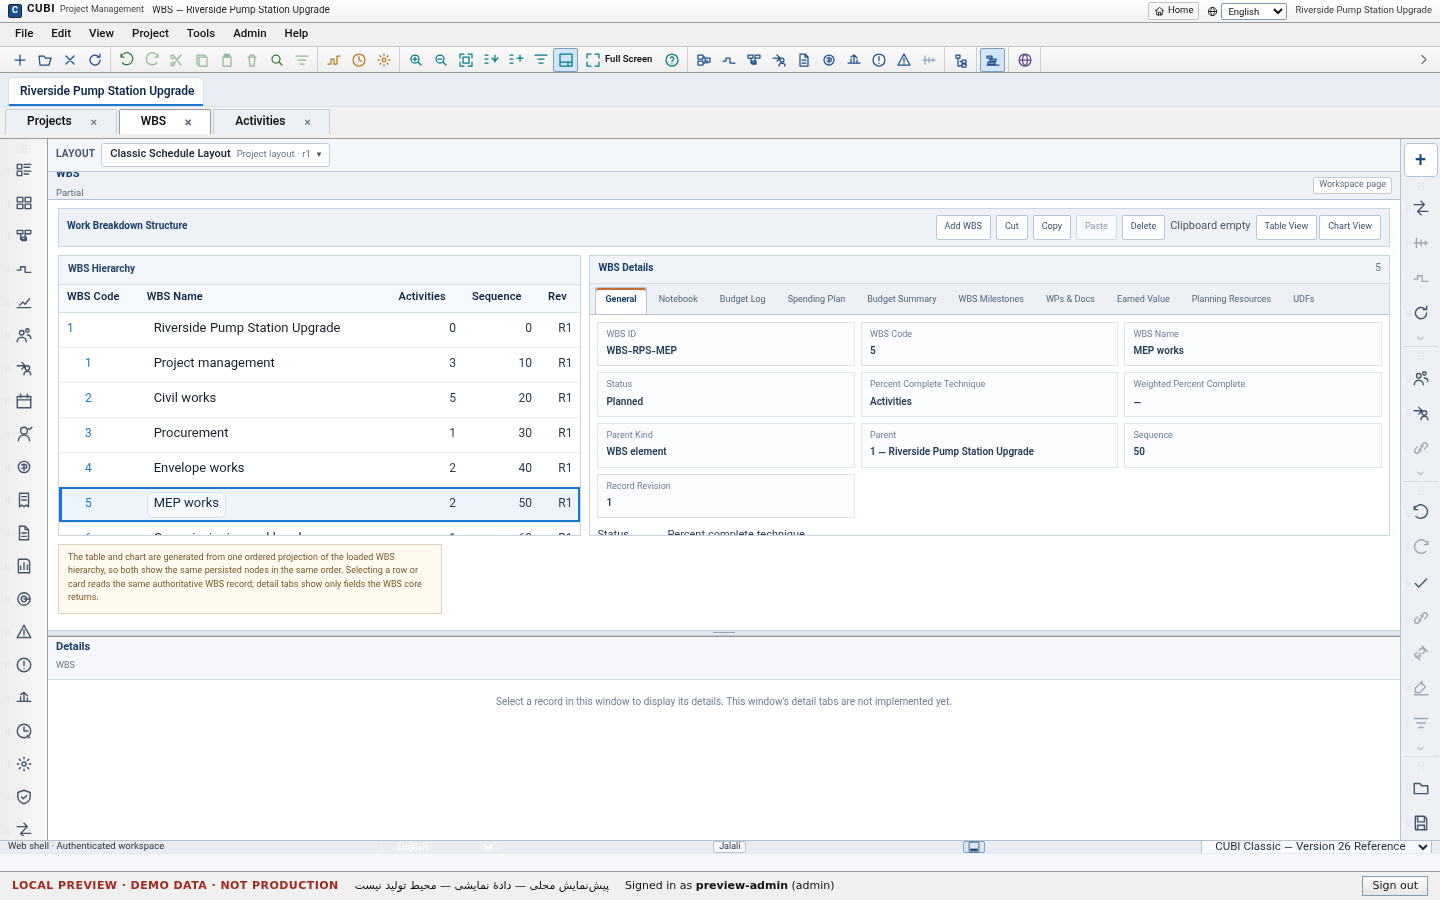 C CUBI Project Management WBS — Riverside Pump Station Upgrade Home English Riverside Pump Station Upgrade
File Edit View Project Tools Admin Help
Full Screen
Riverside Pump Station Upgrade
Projects × WBS × Activities ×
LAYOUT Classic Schedule Layout Project layout · r1
WBS
Partial Workspace page
Work Breakdown Structure Add WBS Cut Copy Paste Delete Clipboard empty Table View Chart View
WBS Hierarchy
WBS Code WBS Name Activities Sequence Rev
1 Riverside Pump Station Upgrade 0 0 R1
1 Project management 3 10 R1
2 Civil works 5 20 R1
3 Procurement 1 30 R1
4 Envelope works 2 40 R1
5 MEP works 2 50 R1
WBS Details 5
General Notebook Budget Log Spending Plan Budget Summary WBS Milestones WPs & Docs Earned Value Planning Resources UDFs
WBS ID WBS Code WBS Name
WBS-RPS-MEP 5 MEP works
Status Percent Complete Technique Weighted Percent Complete
Planned Activities —
Parent Kind Parent Sequence
WBS element 1 — Riverside Pump Station Upgrade 50
Record Revision
1
Status Percent complete technique
The table and chart are generated from one ordered projection of the loaded WBS
hierarchy, so both show the same persisted nodes in the same order. Selecting a row or
card reads the same authoritative WBS record; detail tabs show only fields the WBS core
returns.
Details
WBS
Select a record in this window to display its details. This window's detail tabs are not implemented yet.
Web shell · Authenticated workspace English Jalali CUBI Classic — Version 26 Reference
LOCAL PREVIEW · DEMO DATA · NOT PRODUCTION پیش‌نمایش محلی — دادهٔ نمایشی — محیط تولید نیست Signed in as preview-admin (admin) Sign out